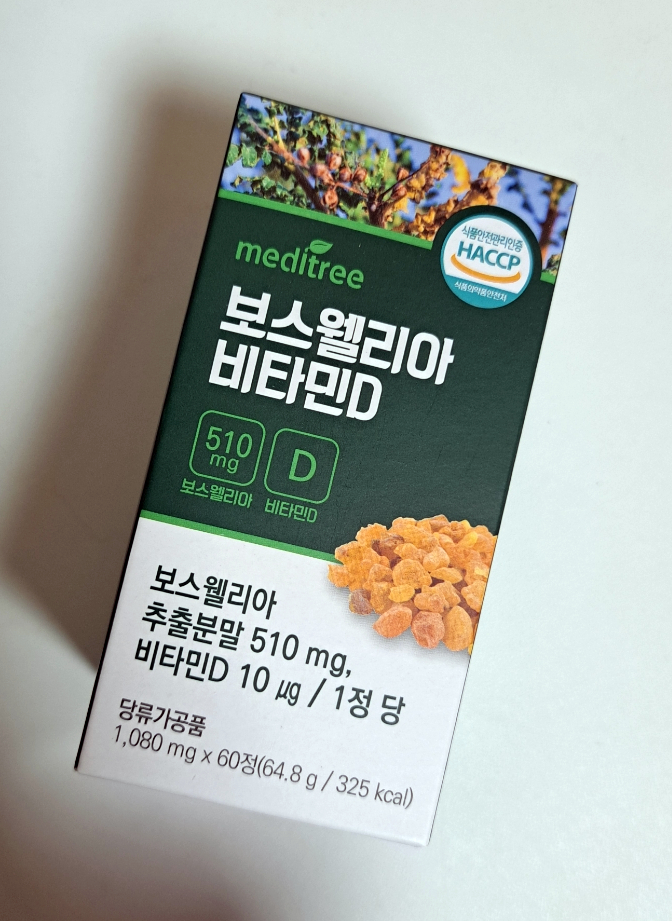 meditree
식품안전관리인증
HACCP
식품의약품안전처
보스웰리아
비타민D
510
mg
보스웰리아
D
비타민D
보스웰리아
추출분말 510 mg,
비타민D 10 ㎍ / 1정 당
당류가공품
1,080 mg x 60정(64.8 g / 325 kcal)